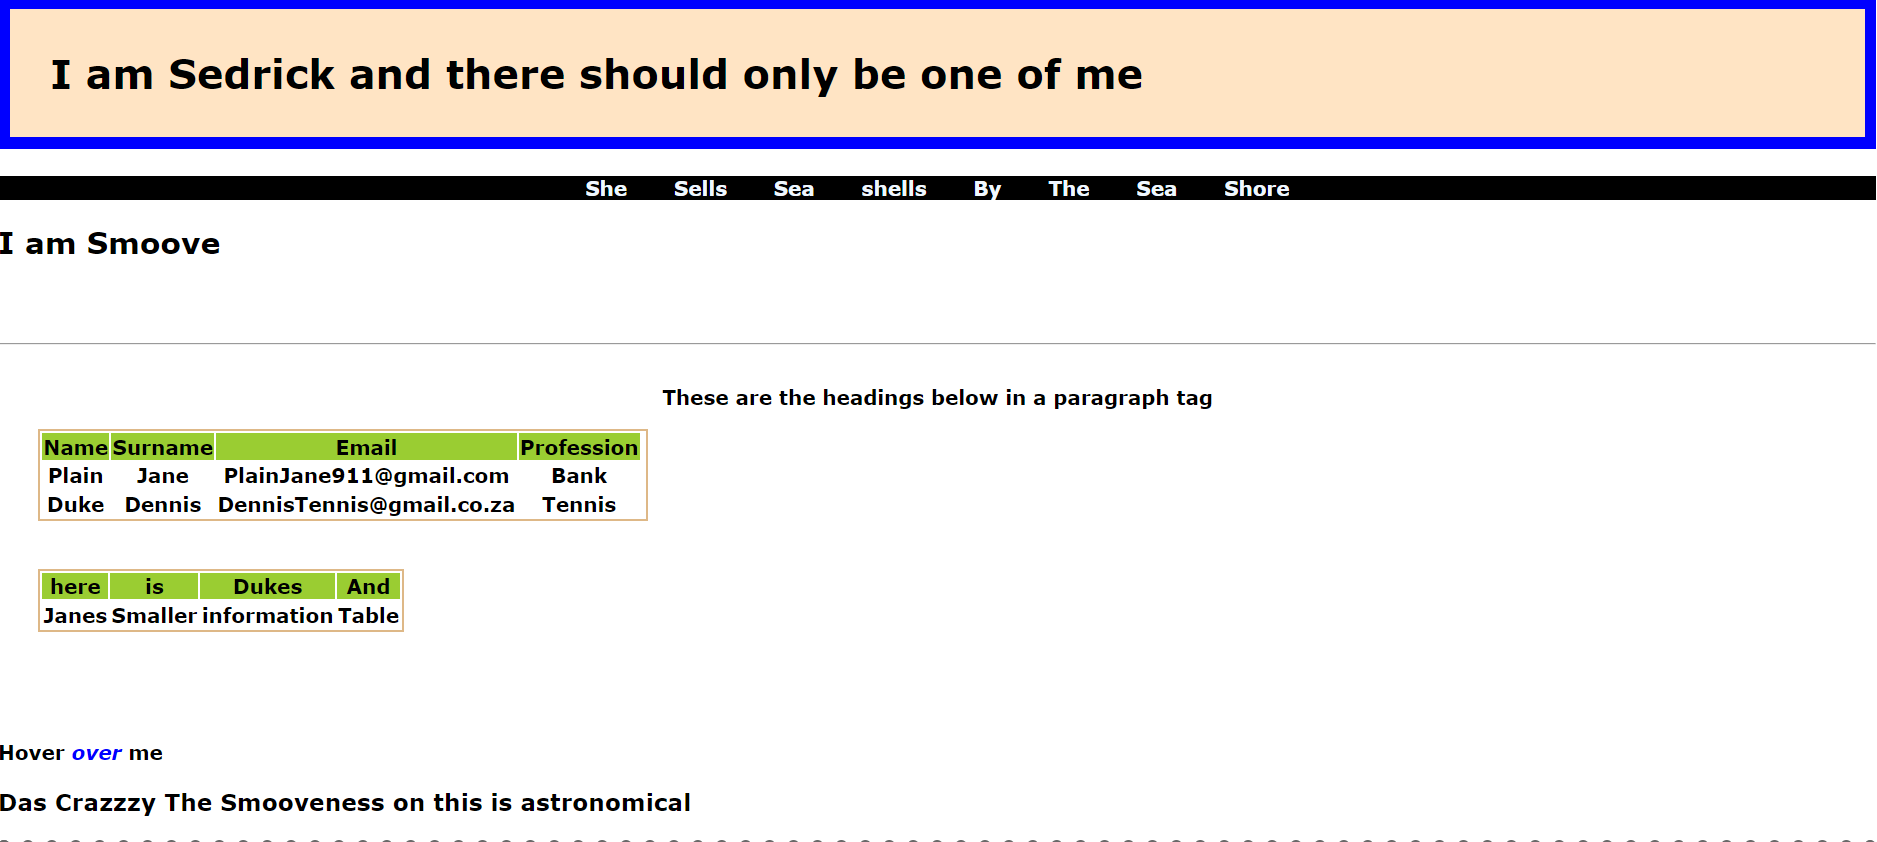 I am Sedrick and there should only be one of me
She Sells Sea shells By The Sea Shore
I am Smoove
These are the headings below in a paragraph tag
Name Surname Email Profession
Plain Jane PlainJane911@gmail.com Bank
Duke Dennis DennisTennis@gmail.co.za Tennis
here is Dukes And
Janes Smaller information Table
Hover over me
Das Crazzzy The Smooveness on this is astronomical